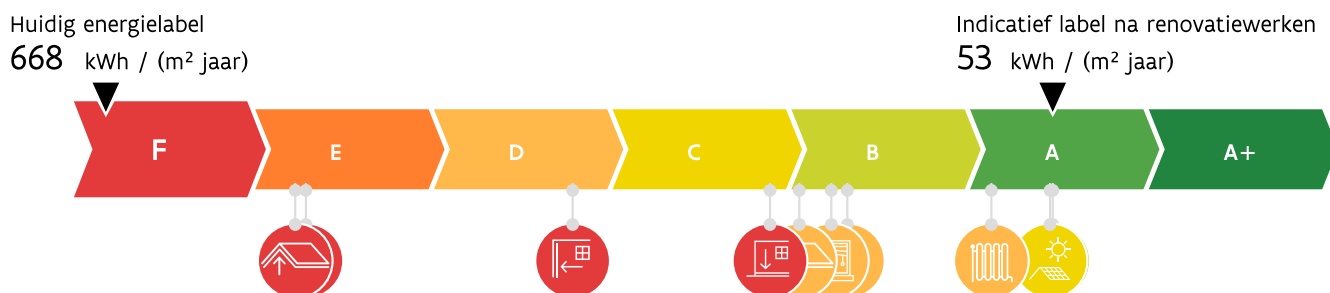 Huidig energielabel
668 kWh / (m² jaar)
Indicatief label na renovatiewerken
53 kWh / (m² jaar)
F E D C B A A+